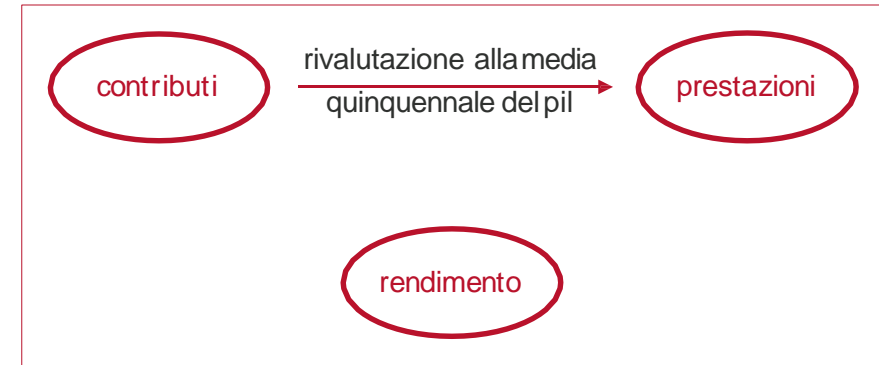 contributi
rivalutazione alla media
quinquennale del pil
prestazioni
rendimento